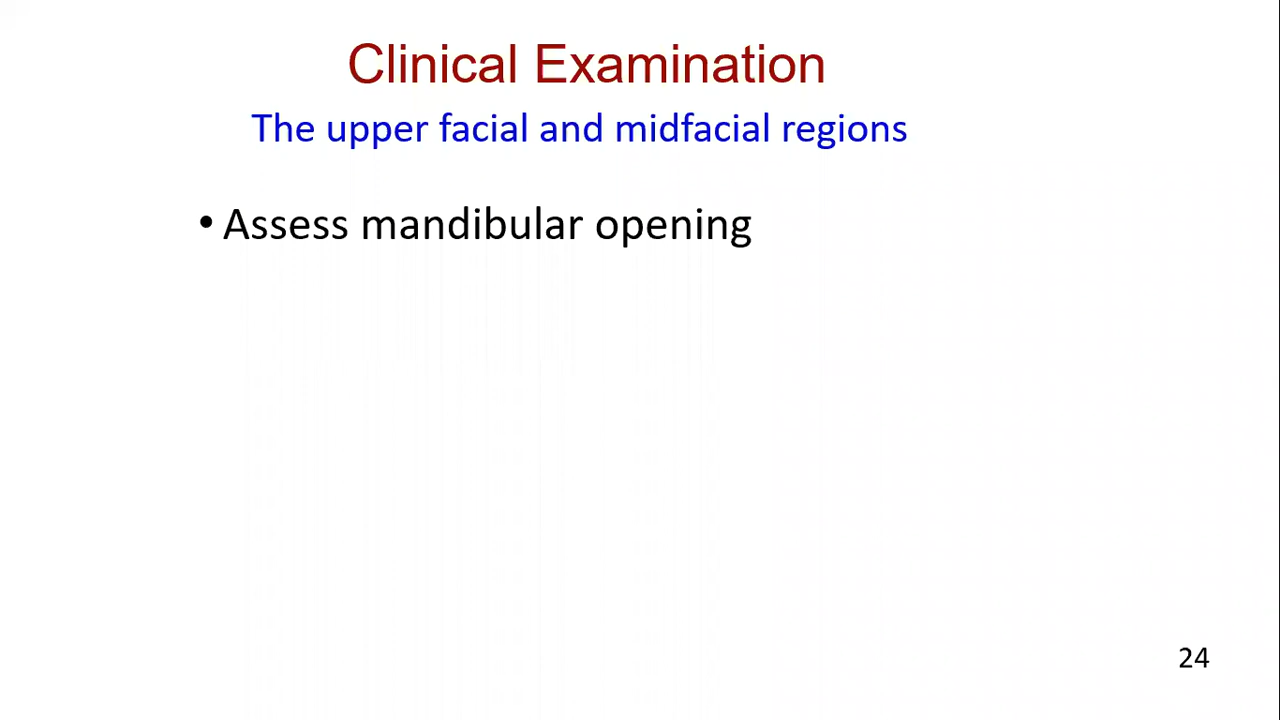 Clinical Examination
The upper facial and midfacial regions
• Assess mandibular opening
24